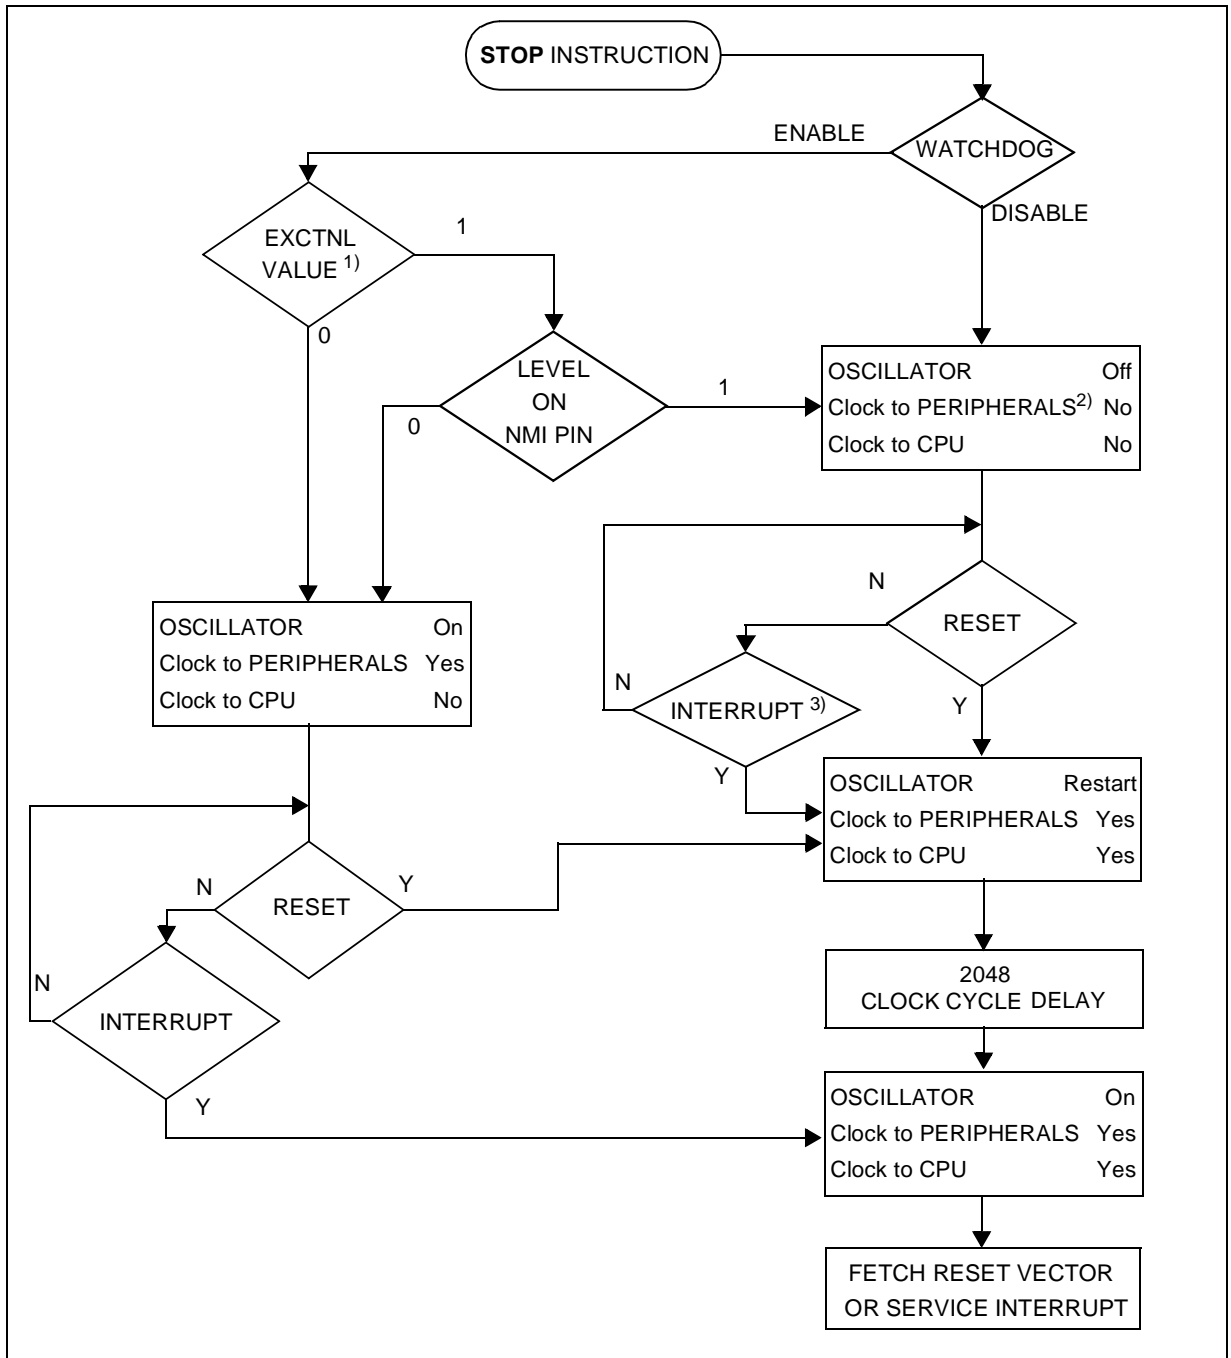 STOP INSTRUCTION
ENABLE
WATCHDOG
DISABLE
EXCTNL
VALUE 1)
1
0
LEVEL
ON
NMI PIN
1
0
OSCILLATOR Off
Clock to PERIPHERALS2) No
Clock to CPU No
N
RESET
Y
OSCILLATOR On
Clock to PERIPHERALS Yes
Clock to CPU No
N
INTERRUPT 3)
Y
OSCILLATOR Restart
Clock to PERIPHERALS Yes
Clock to CPU Yes
N
RESET
Y
2048
CLOCK CYCLE DELAY
N
INTERRUPT
Y
OSCILLATOR On
Clock to PERIPHERALS Yes
Clock to CPU Yes
FETCH RESET VECTOR
OR SERVICE INTERRUPT